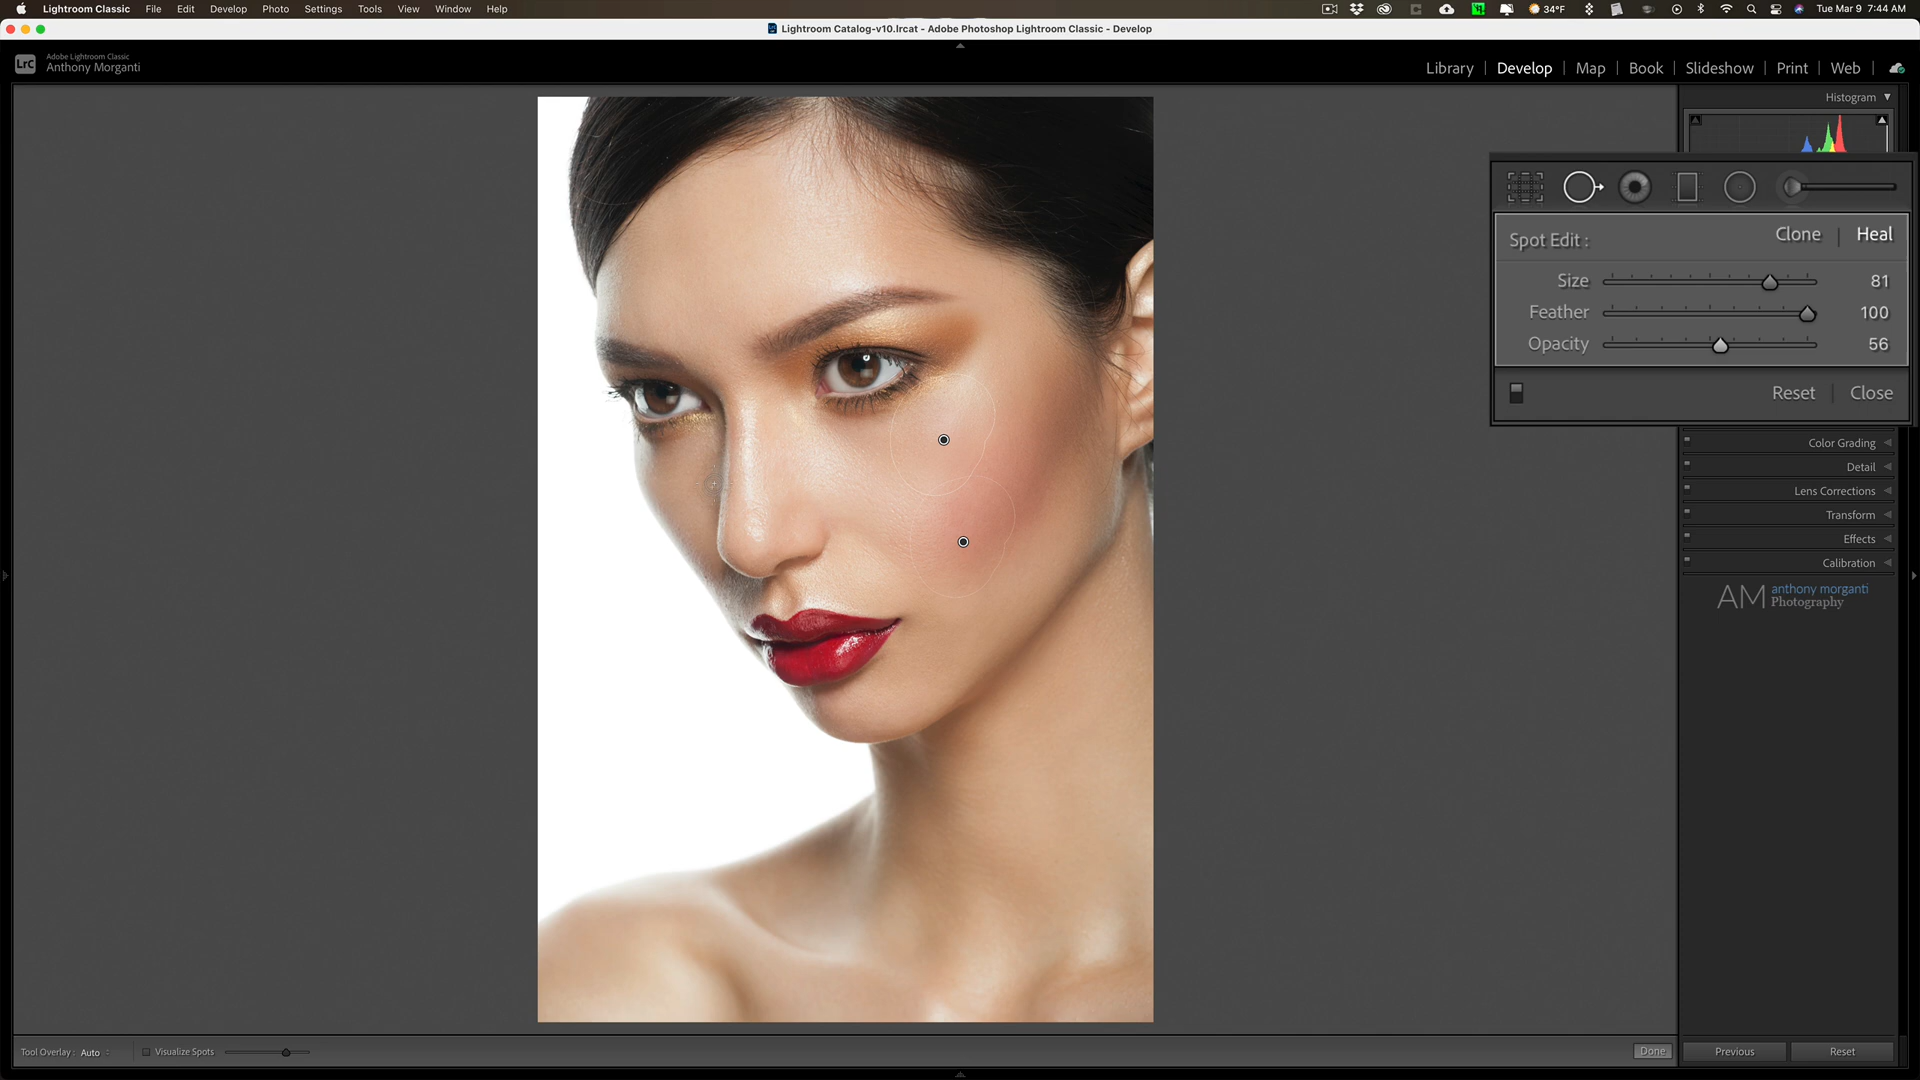 Lightroom Classic File Edit Develop Photo Settings Tools View Window Help 34°F Tue Mar 9 7:44 AM
Lightroom Catalog-v10.lrcat - Adobe Photoshop Lightroom Classic - Develop
LrC
Adobe Lightroom Classic
Anthony Morganti
Library | Develop | Map | Book | Slideshow | Print | Web
Histogram
Spot Edit : Clone | Heal
Size 81
Feather 100
Opacity 56
Reset | Close
Color Grading
Detail
Lens Corrections
Transform
Effects
Calibration
AM anthony morganti
Photography
Tool Overlay : Auto Visualize Spots Done Previous Reset